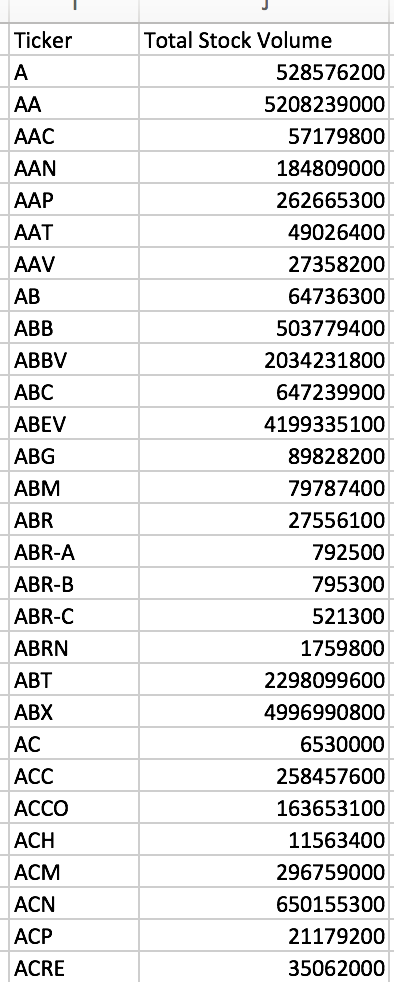 Ticker Total Stock Volume
A 528576200
AA 5208239000
AAC 57179800
AAN 184809000
AAP 262665300
AAT 49026400
AAV 27358200
AB 64736300
ABB 503779400
ABBV 2034231800
ABC 647239900
ABEV 4199335100
ABG 89828200
ABM 79787400
ABR 27556100
ABR-A 792500
ABR-B 795300
ABR-C 521300
ABRN 1759800
ABT 2298099600
ABX 4996990800
AC 6530000
ACC 258457600
ACCO 163653100
ACH 11563400
ACM 296759000
ACN 650155300
ACP 21179200
ACRE 35062000